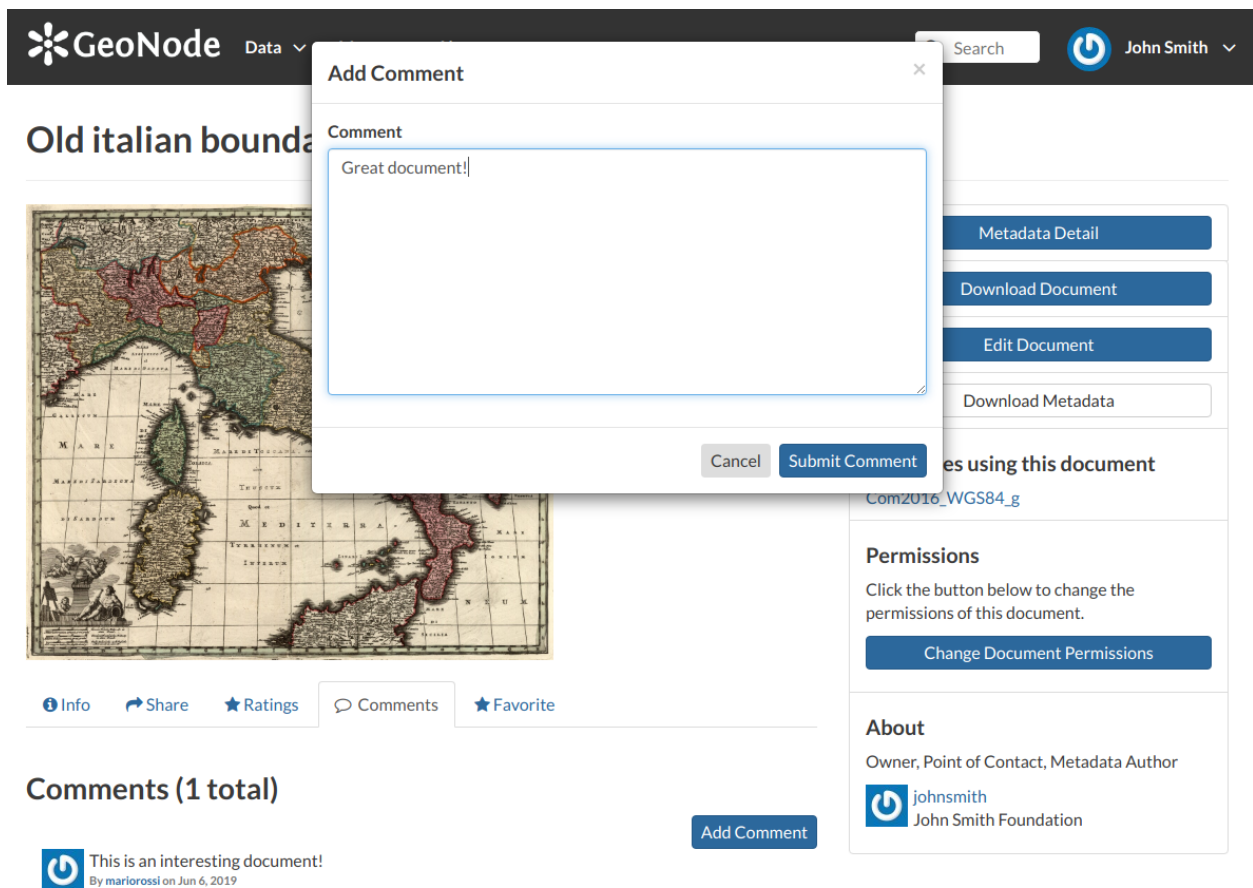 GeoNode Data Search John Smith
Add Comment
×
Old italian bounda
Comment
Great document!
Cancel Submit Comment
Metadata Detail
Download Document
Edit Document
Download Metadata
es using this document
Com2016_WGS84_g
Permissions
Click the button below to change the
permissions of this document.
Change Document Permissions
Info Share Ratings Comments Favorite
About
Owner, Point of Contact, Metadata Author
johnsmith
John Smith Foundation
Comments (1 total)
Add Comment
This is an interesting document!
By mariorossi on Jun 6, 2019